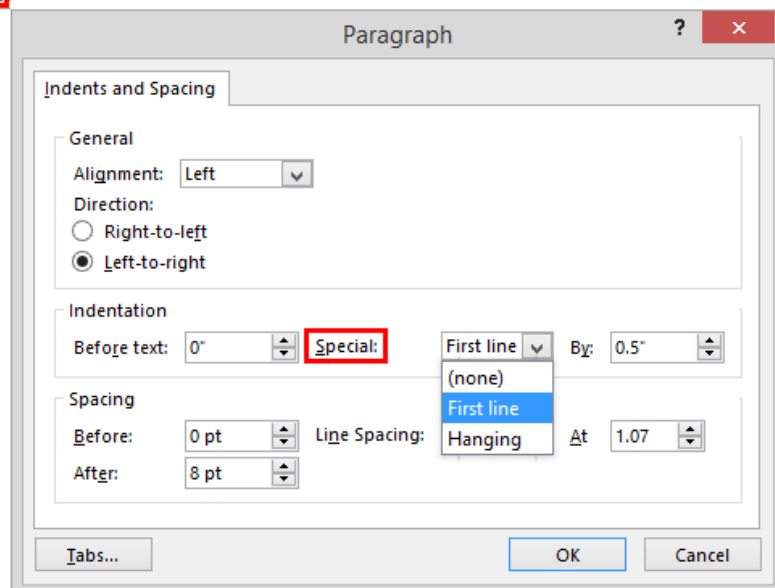 Paragraph ? ×
Indents and Spacing
General
Alignment: Left
Direction:
Right-to-left
Left-to-right
Indentation
Before text: 0" Special: First line By: 0.5"
(none)
First line
Hanging
Spacing
Before: 0 pt Line Spacing: At 1.07
After: 8 pt
Tabs... OK Cancel